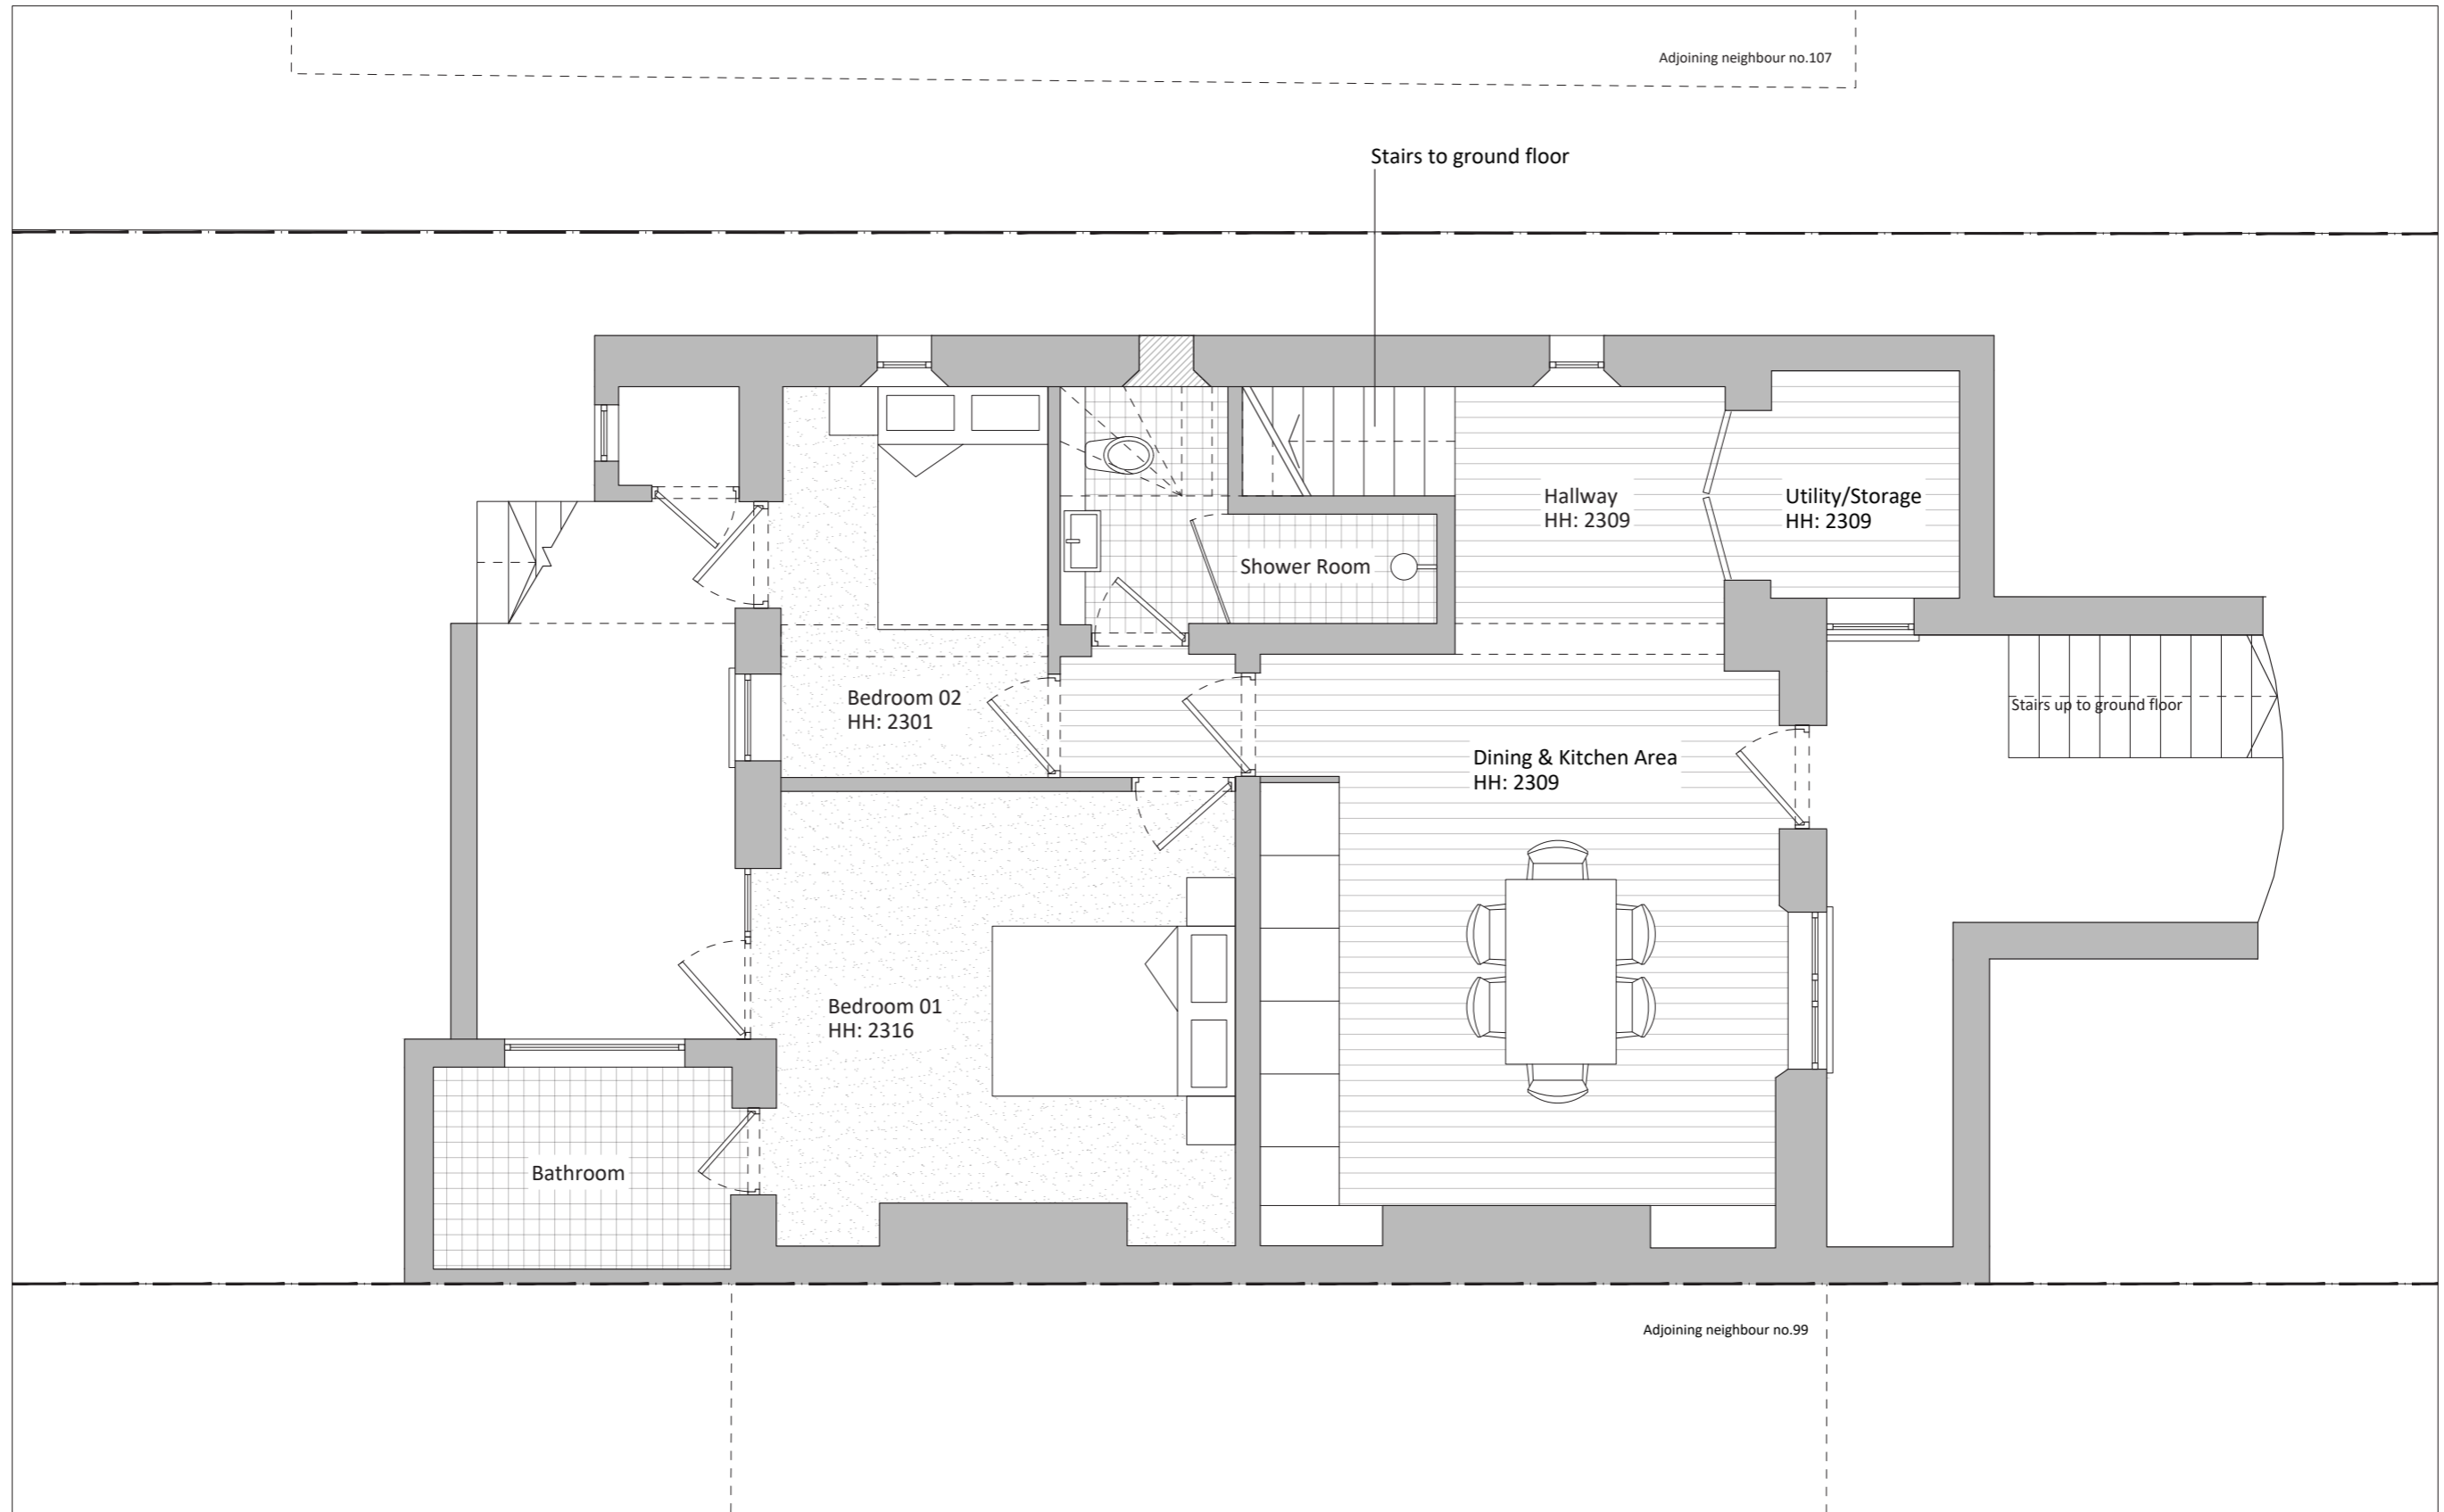 Adjoining neighbour no.107
Stairs to ground floor
Hallway
HH: 2309
Utility/Storage
HH: 2309
Shower Room
Bedroom 02
HH: 2301
Stairs up to ground floor
Dining & Kitchen Area
HH: 2309
Bedroom 01
HH: 2316
Bathroom
Adjoining neighbour no.99